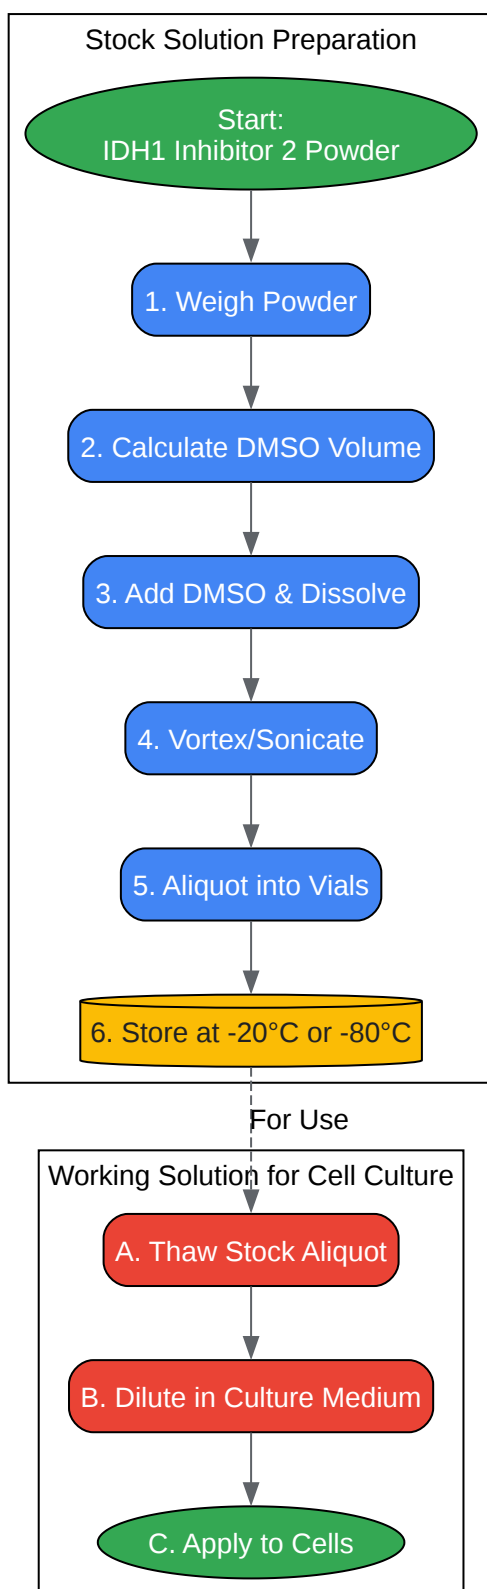 Stock Solution Preparation
Start:
IDH1 Inhibitor 2 Powder
1. Weigh Powder
2. Calculate DMSO Volume
3. Add DMSO & Dissolve
4. Vortex/Sonicate
5. Aliquot into Vials
6. Store at -20°C or -80°C
For Use
Working Solution for Cell Culture
A. Thaw Stock Aliquot
B. Dilute in Culture Medium
C. Apply to Cells